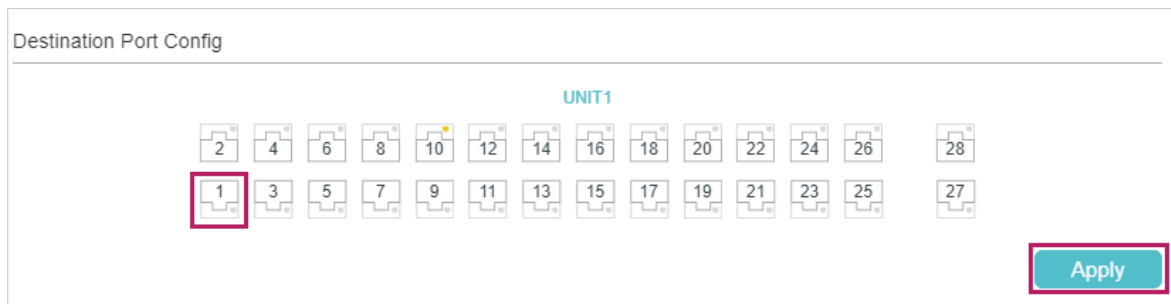 Destination Port Config
UNIT1
2 4 6 8 10 12 14 16 18 20 22 24 26 28
1 3 5 7 9 11 13 15 17 19 21 23 25 27
Apply